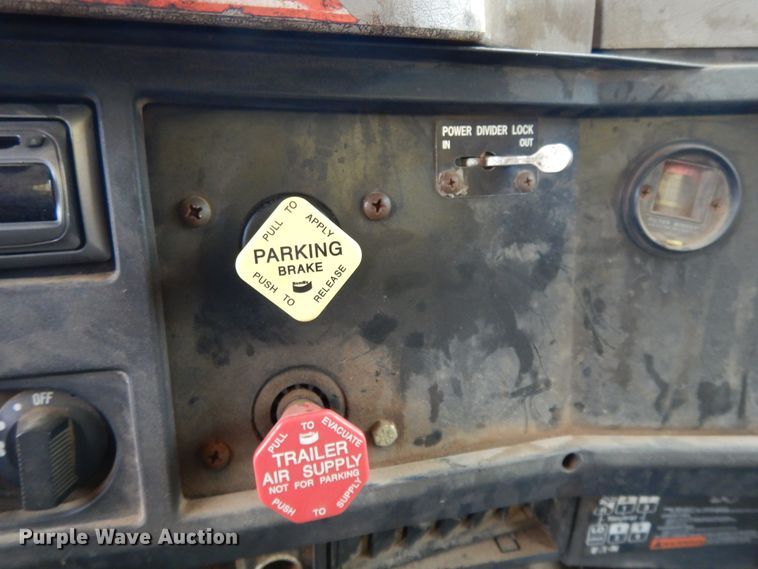 POWER DIVIDER LOCK
IN OUT
PULL TO APPLY
PARKING
BRAKE
Bendix
PUSH TO RELEASE
OFF
PULL TO EVACUATE
TRAILER
AIR SUPPLY
NOT FOR PARKING
PUSH TO SUPPLY
Purple Wave Auction